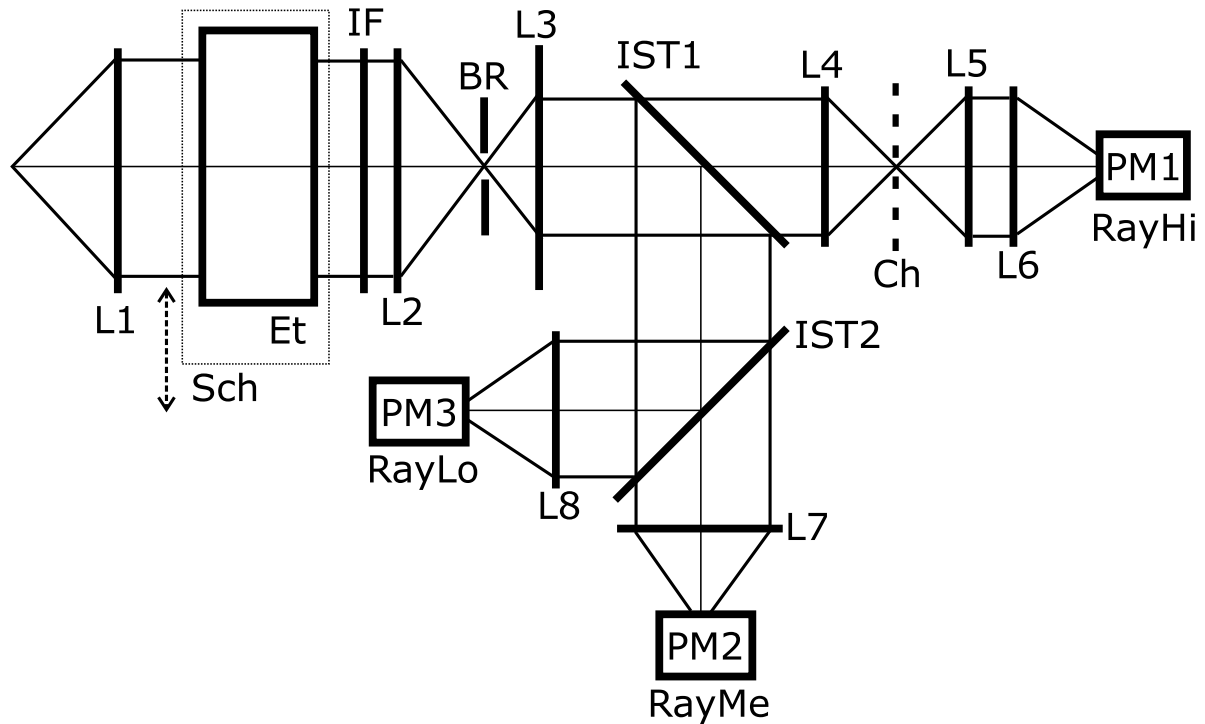 L3
IF
IST1
BR
L4
L5
PM1
RayHi
L6
Ch
L1
Et
L2
Sch
IST2
PM3
RayLo
L8
L7
PM2
RayMe